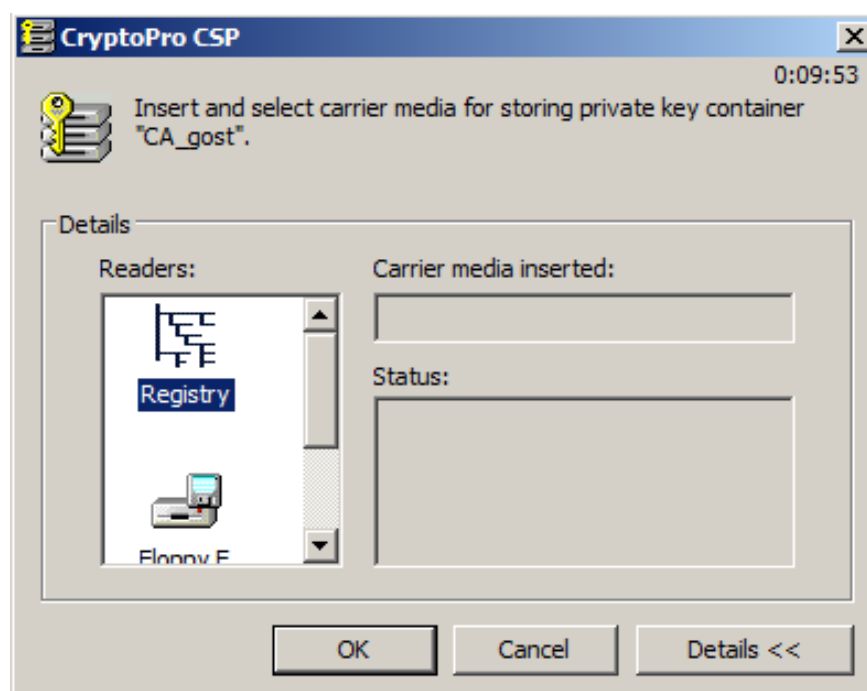 CryptoPro CSP
0:09:53
Insert and select carrier media for storing private key container
"CA_gost".
Details
Readers:
Carrier media inserted:
Registry
Status:
Floppy E
OK
Cancel
Details <<